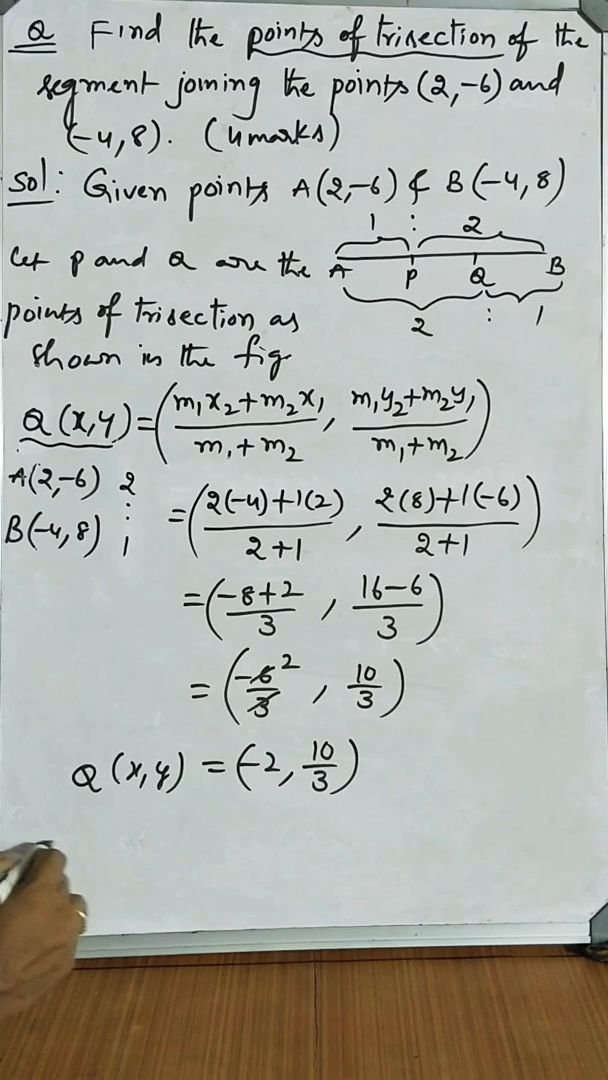 Q Find the points of trisection of the
segment joining the points (2,-6) and
(-4,8). (4 marks)
Sol: Given points A(2,-6) & B(-4,8)
1 : 2
Let P and Q are the A P Q B
points of trisection as 2 : 1
shown in the fig
Q(x,y) = (m₁x₂+m₂x₁/m₁+m₂, m₁y₂+m₂y₁/m₁+m₂)
A(2,-6) 2
:
B(-4,8) 1
= (2(-4)+1(2)/2+1, 2(8)+1(-6)/2+1)
= (-8+2/3, 16-6/3)
= (-6/3 2, 10/3)
Q(x,y) = (-2, 10/3)